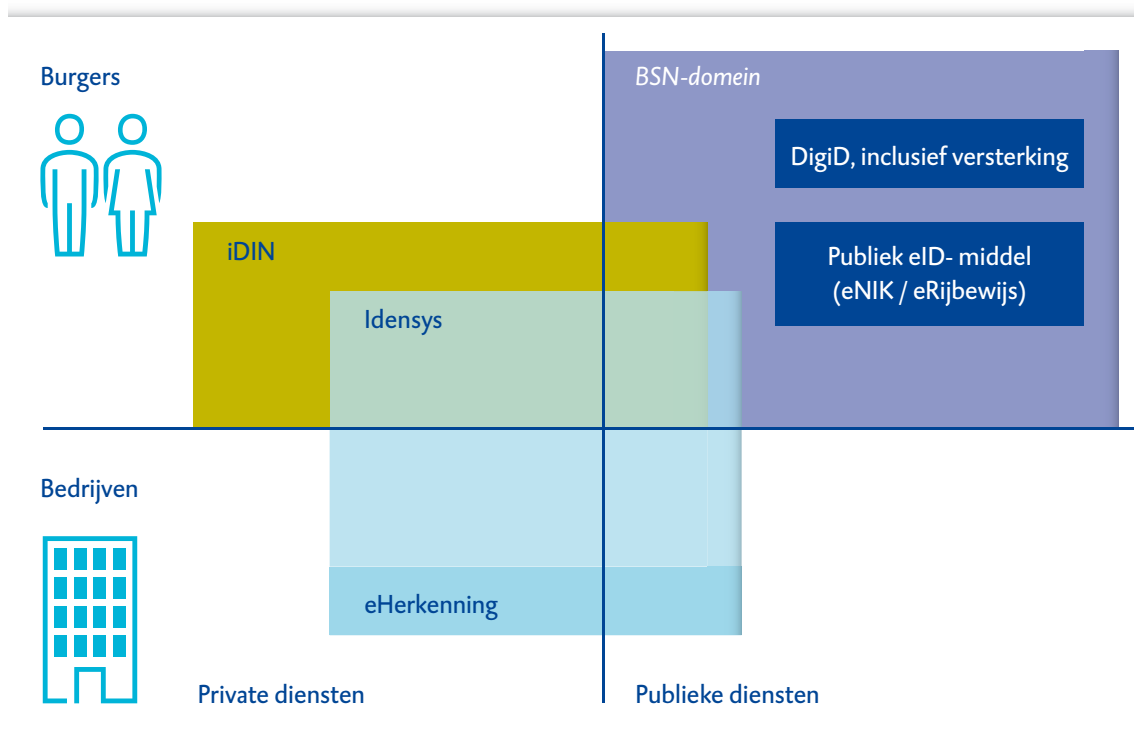 Burgers
BSN-domein
DigiD, inclusief versterking
iDIN
Publiek eID- middel
(eNIK / eRijbewijs)
Idensys
Bedrijven
eHerkenning
Private diensten
Publieke diensten